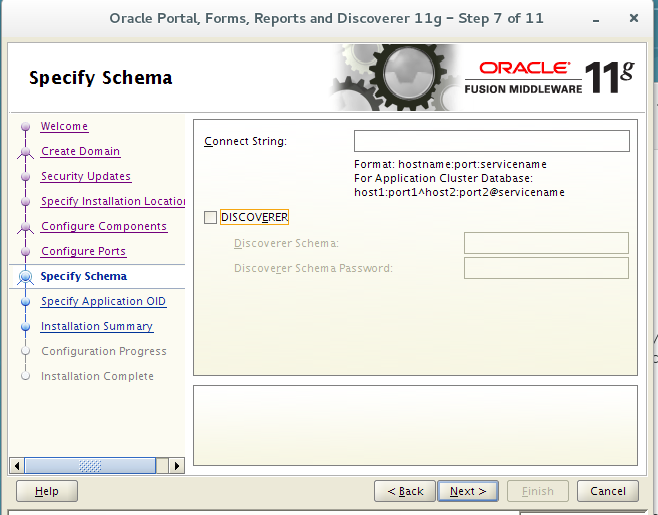 Oracle Portal, Forms, Reports and Discoverer 11g – Step 7 of 11
Specify Schema
ORACLE
FUSION MIDDLEWARE
11g
Welcome
Create Domain
Security Updates
Specify Installation Location
Configure Components
Configure Ports
Specify Schema
Specify Application OID
Installation Summary
Configuration Progress
Installation Complete
Connect String:
Format: hostname:port:servicename
For Application Cluster Database:
host1:port1^host2:port2@servicename
DISCOVERER
Discoverer Schema:
Discoverer Schema Password:
Help
< Back
Next >
Finish
Cancel